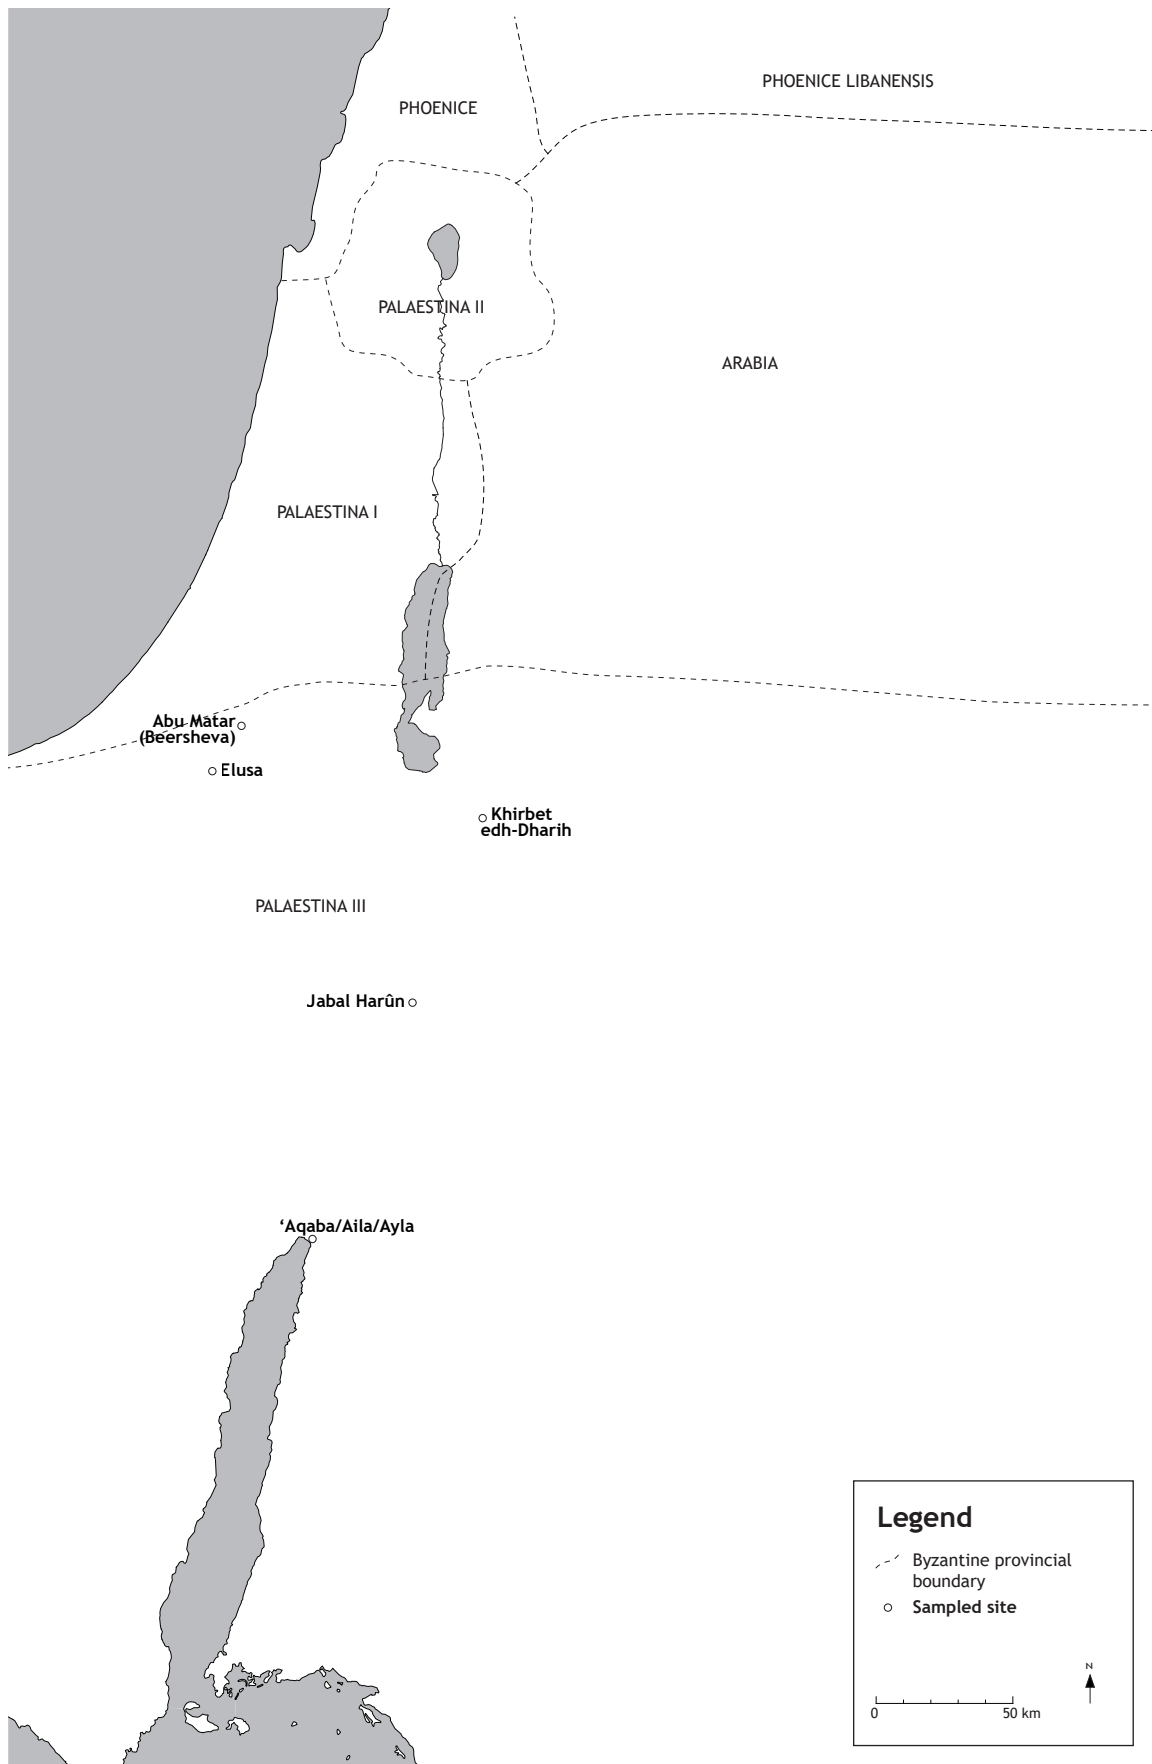 PHOENICE LIBANENSIS
PHOENICE
PALAESTINA II
ARABIA
PALAESTINA I
Abu Matar
(Beersheva)
Elusa
Khirbet
edh-Dharih
PALAESTINA III
Jabal Harûn
‘Aqaba/Aila/Ayla
Legend
Byzantine provincial
boundary
Sampled site
N
0 50 km